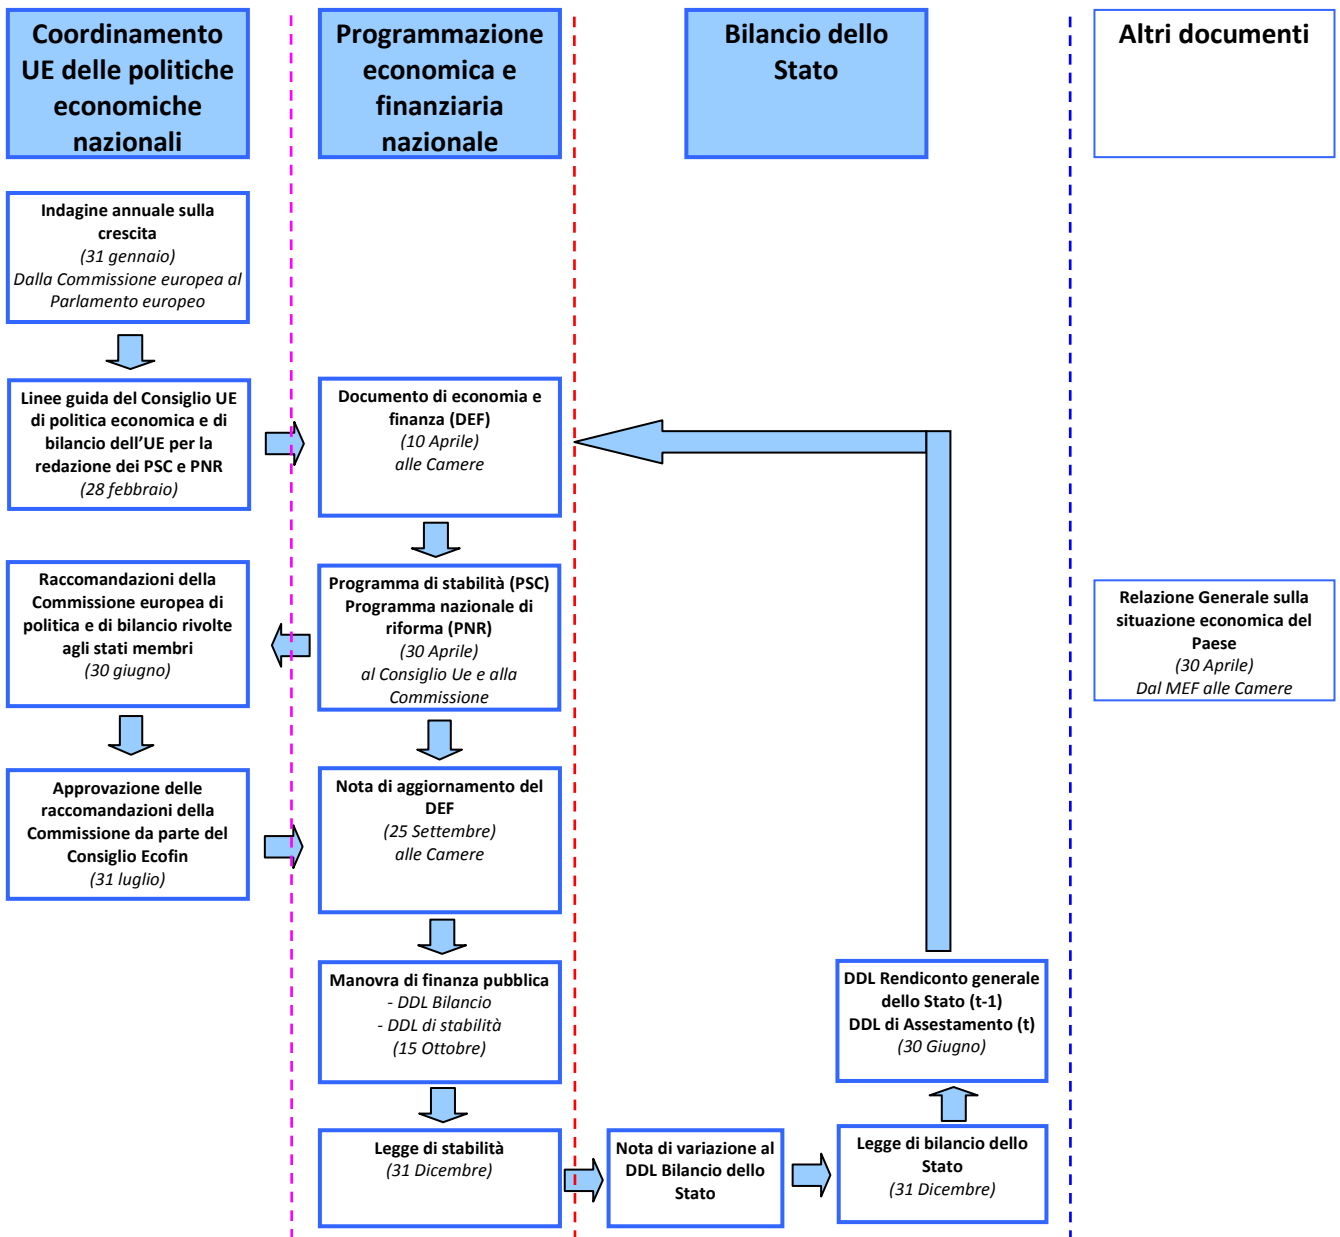 Coordinamento
UE delle politiche
economiche
nazionali
Programmazione
economica e
finanziaria
nazionale
Bilancio dello
Stato
Altri documenti
Indagine annuale sulla
crescita
(31 gennaio)
Dalla Commissione europea al
Parlamento europeo
Linee guida del Consiglio UE
di politica economica e di
bilancio dell’UE per la
redazione dei PSC e PNR
(28 febbraio)
Documento di economia e
finanza (DEF)
(10 Aprile)
alle Camere
Raccomandazioni della
Commissione europea di
politica e di bilancio rivolte
agli stati membri
(30 giugno)
Programma di stabilità (PSC)
Programma nazionale di
riforma (PNR)
(30 Aprile)
al Consiglio Ue e alla
Commissione
Relazione Generale sulla
situazione economica del
Paese
(30 Aprile)
Dal MEF alle Camere
Approvazione delle
raccomandazioni della
Commissione da parte del
Consiglio Ecofin
(31 luglio)
Nota di aggiornamento del
DEF
(25 Settembre)
alle Camere
Manovra di finanza pubblica
- DDL Bilancio
- DDL di stabilità
(15 Ottobre)
DDL Rendiconto generale
dello Stato (t-1)
DDL di Assestamento (t)
(30 Giugno)
Legge di stabilità
(31 Dicembre)
Nota di variazione al
DDL Bilancio dello
Stato
Legge di bilancio dello
Stato
(31 Dicembre)